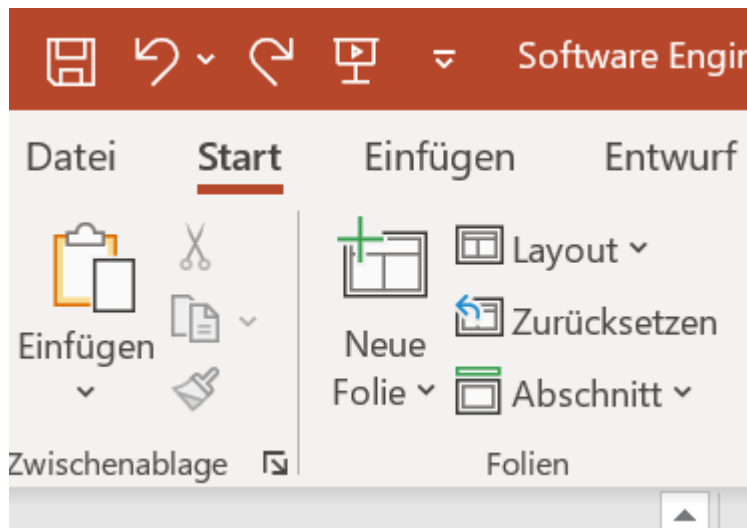 Software Engin
Datei Start Einfügen Entwurf
Einfügen
Neue
Folie
Layout
Zurücksetzen
Abschnitt
Zwischenablage
Folien